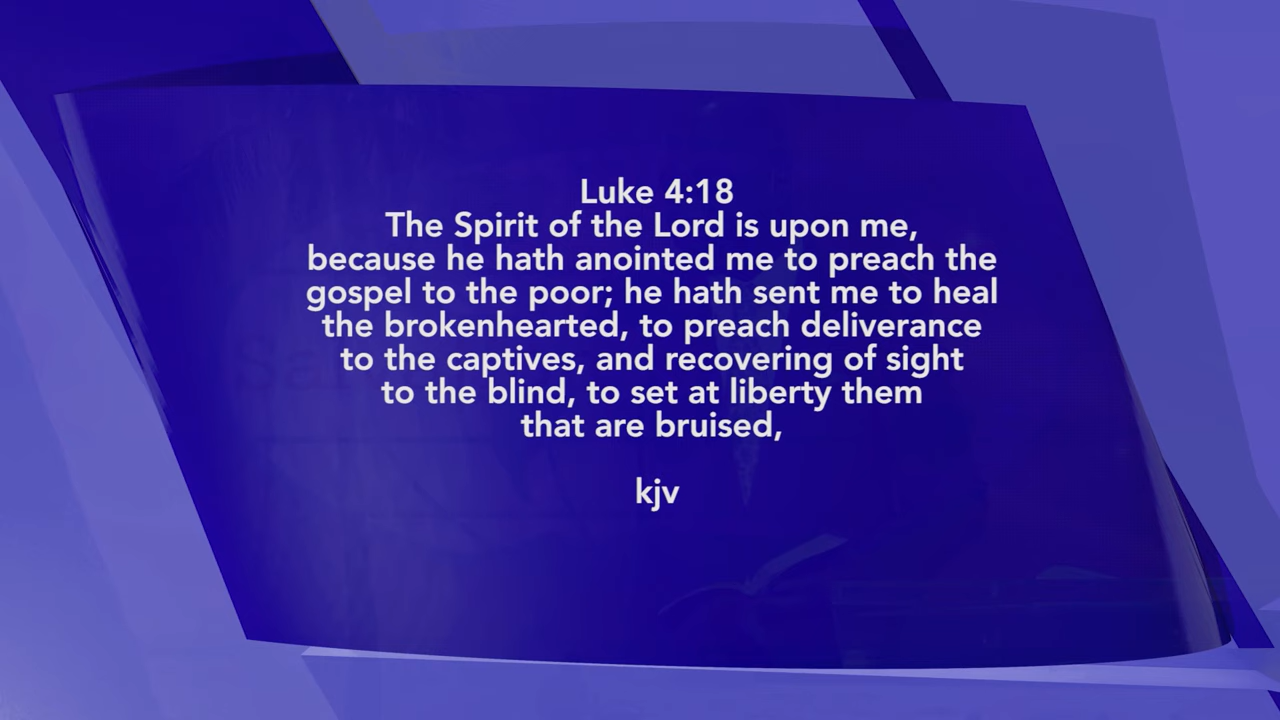 Luke 4:18
The Spirit of the Lord is upon me,
because he hath anointed me to preach the
gospel to the poor; he hath sent me to heal
the brokenhearted, to preach deliverance
to the captives, and recovering of sight
to the blind, to set at liberty them
that are bruised,
kjv